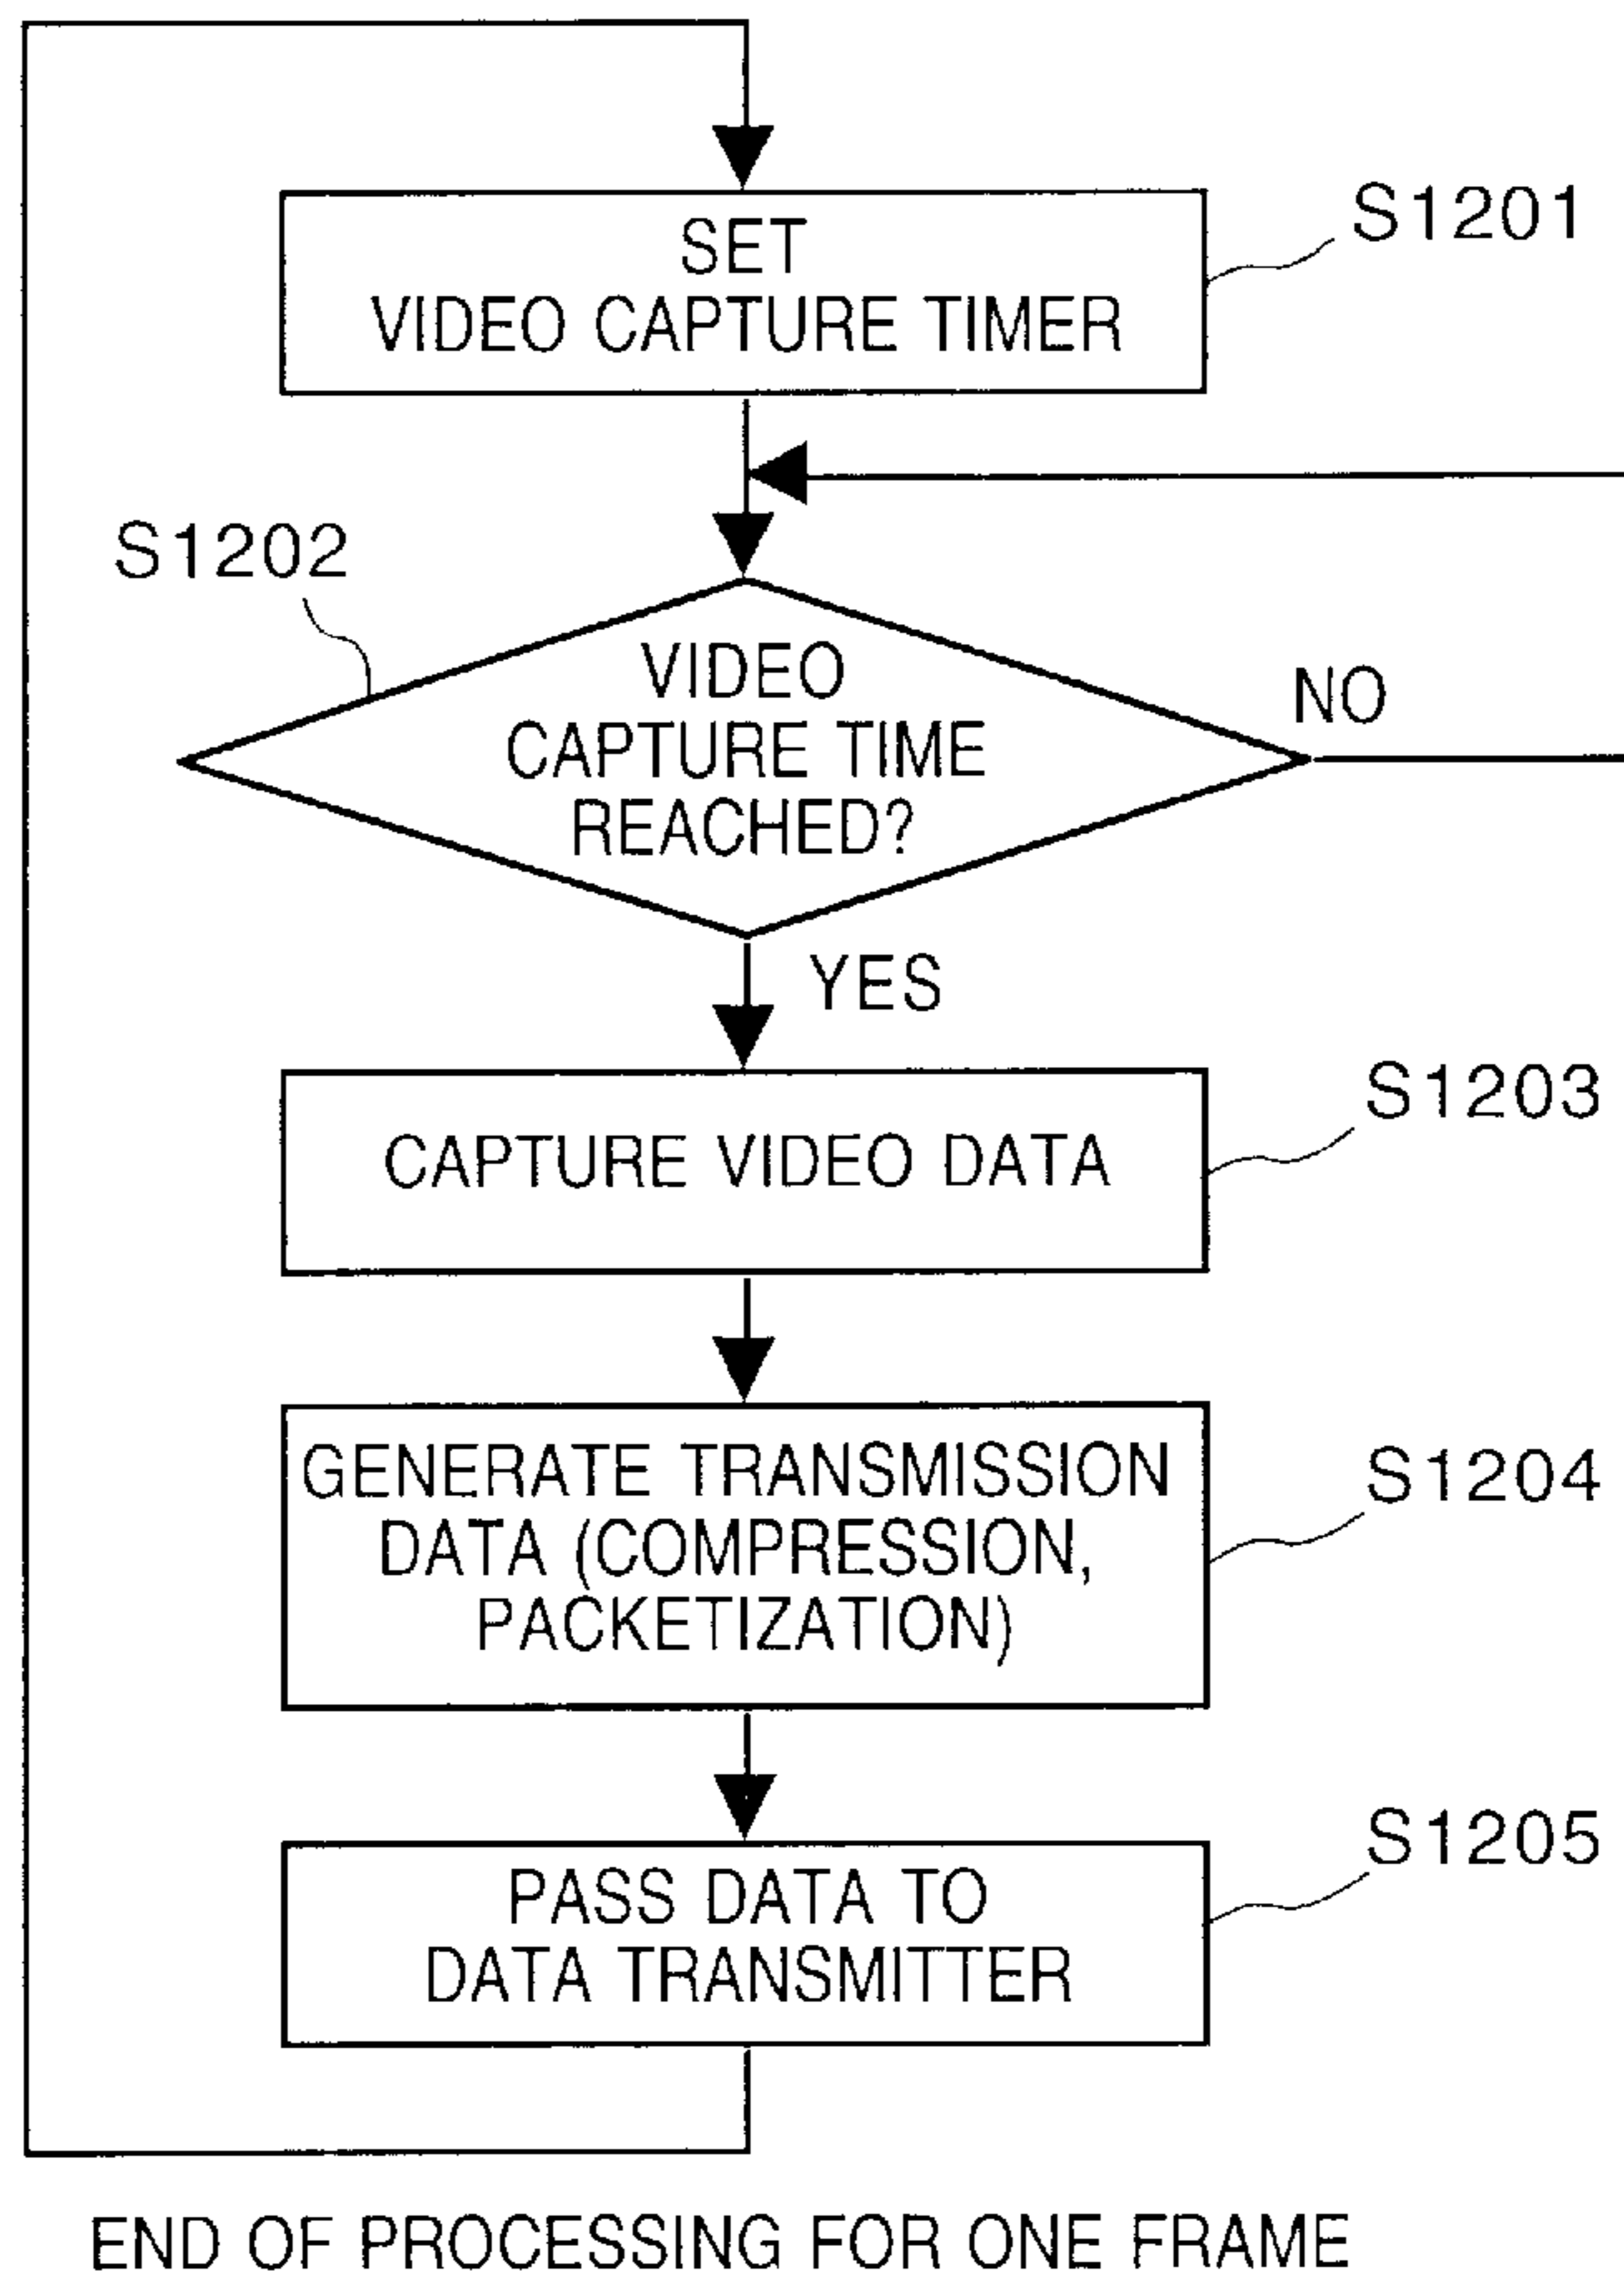 S1201
SET
VIDEO CAPTURE TIMER
S1202
VIDEO
CAPTURE TIME
REACHED?
NO
YES
S1203
CAPTURE VIDEO DATA
S1204
GENERATE TRANSMISSION
DATA (COMPRESSION,
PACKETIZATION)
S1205
PASS DATA TO
DATA TRANSMITTER
END OF PROCESSING FOR ONE FRAME